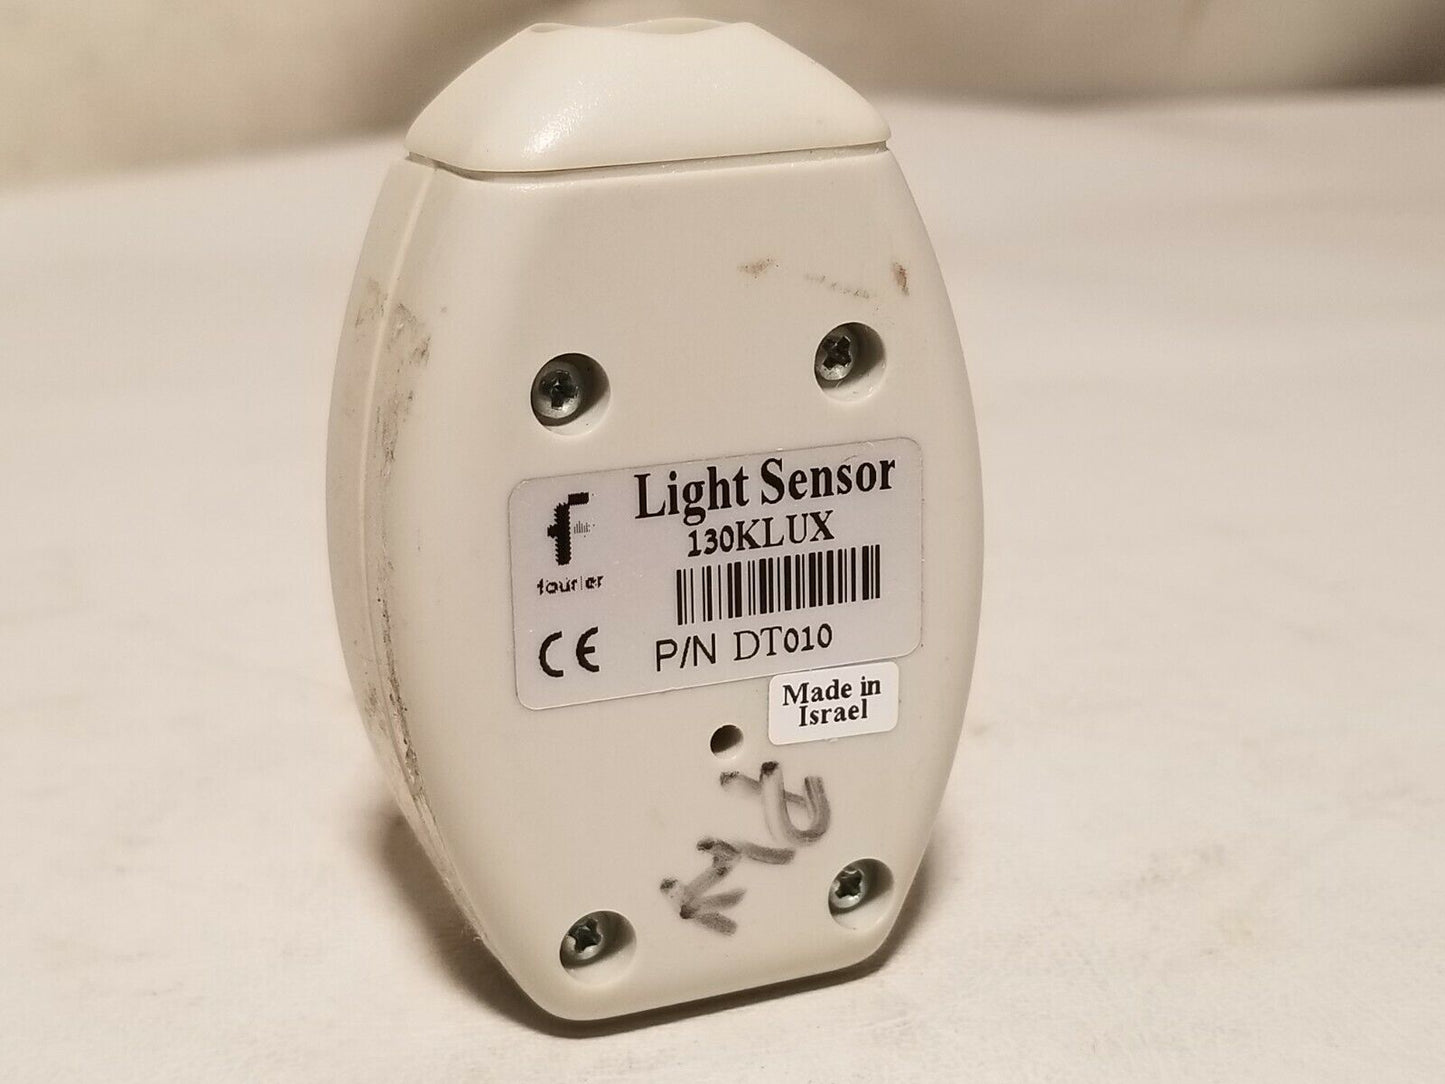 Light Sensor
130KLUX
fourier
CE
P/N DT010
Made in
Israel